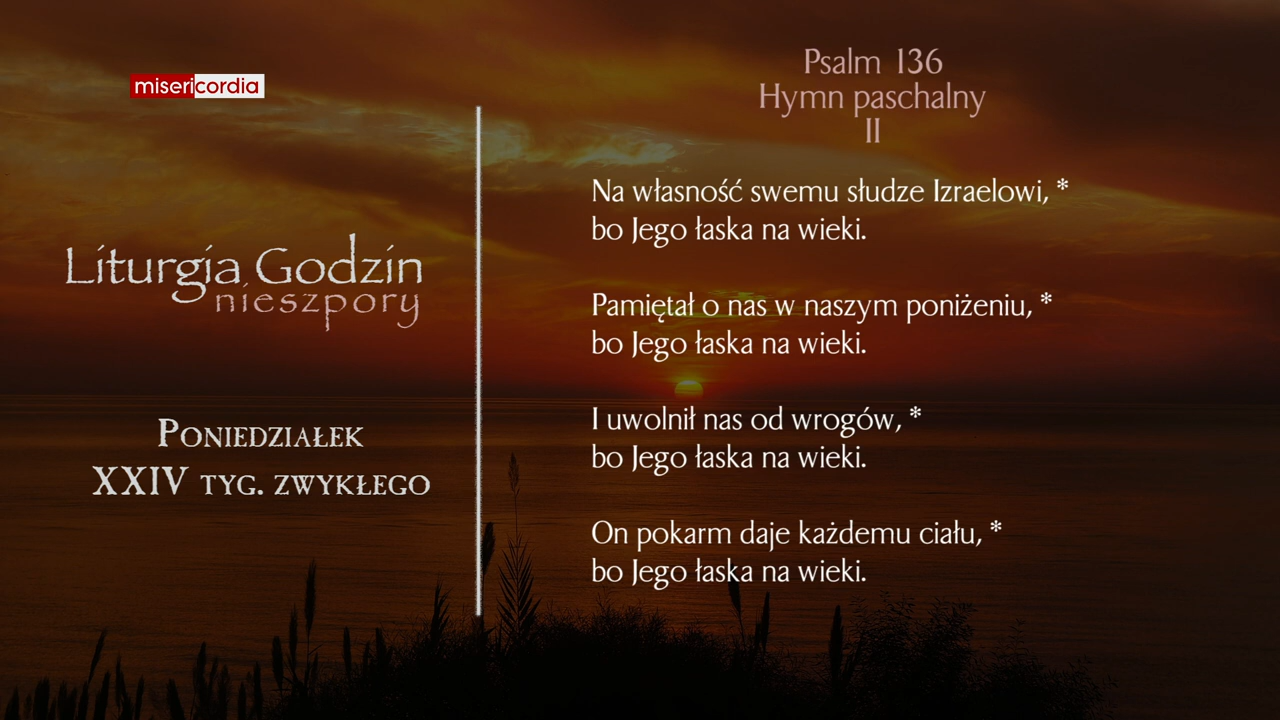 misericordia
Liturgia Godzin
nieszpory
Poniedziałek
XXIV tyg. zwykłego
Psalm 136
Hymn paschalny
II
Na własność swemu słudze Izraelowi, *
bo Jego łaska na wieki.
Pamiętał o nas w naszym poniżeniu, *
bo Jego łaska na wieki.
I uwolnił nas od wrogów, *
bo Jego łaska na wieki.
On pokarm daje każdemu ciału, *
bo Jego łaska na wieki.